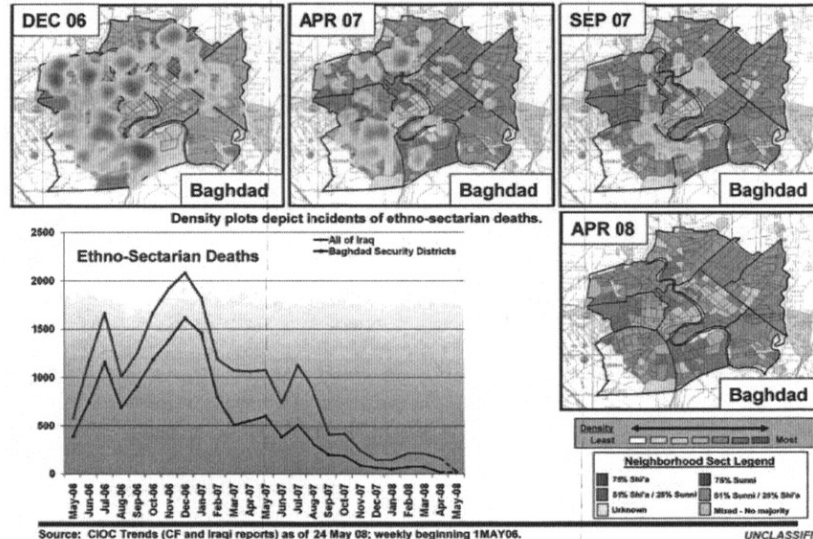 DEC 06
Baghdad
APR 07
Baghdad
SEP 07
Baghdad
Density plots depict incidents of ethno-sectarian deaths.
APR 08
Baghdad
Ethno-Sectarian Deaths
All of Iraq
Baghdad Security Districts
2500
2000
1500
1000
500
0
May-06
Jun-06
Jul-06
Aug-06
Sep-06
Oct-06
Nov-06
Dec-06
Jan-07
Feb-07
Mar-07
Apr-07
May-07
Jun-07
Jul-07
Aug-07
Sep-07
Oct-07
Nov-07
Dec-07
Jan-08
Feb-08
Mar-08
Apr-08
May-08
Density
Least Most
Neighborhood Sect Legend
75% Shi'a
75% Sunni
51% Shi'a / 25% Sunni
51% Sunni / 25% Shi'a
Unknown
Mixed - No majority
Source: CIOC Trends (CF and Iraqi reports) as of 24 May 08; weekly beginning 1MAY06.
UNCLASSIFI